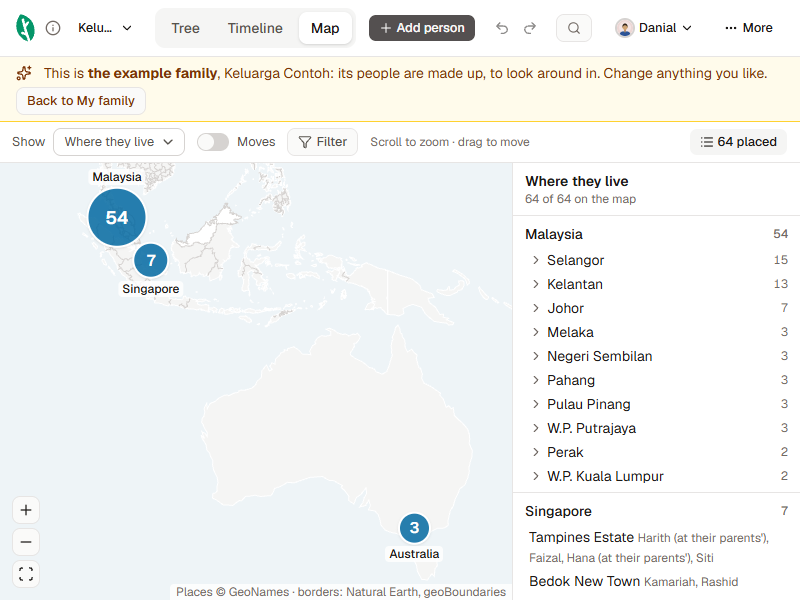 Kelu...
Tree
Timeline
Map
+ Add person
Danial
··· More
This is the example family, Keluarga Contoh: its people are made up, to look around in. Change anything you like.
Back to My family
Show
Where they live
Moves
Filter
Scroll to zoom · drag to move
64 placed
Malaysia
54
7
Singapore
3
Australia
Places © GeoNames · borders: Natural Earth, geoBoundaries
Where they live
64 of 64 on the map
Malaysia 54
Selangor 15
Kelantan 13
Johor 7
Melaka 3
Negeri Sembilan 3
Pahang 3
Pulau Pinang 3
W.P. Putrajaya 3
Perak 2
W.P. Kuala Lumpur 2
Singapore 7
Tampines Estate Harith (at their parents'),
Faizal, Hana (at their parents'), Siti
Bedok New Town Kamariah, Rashid